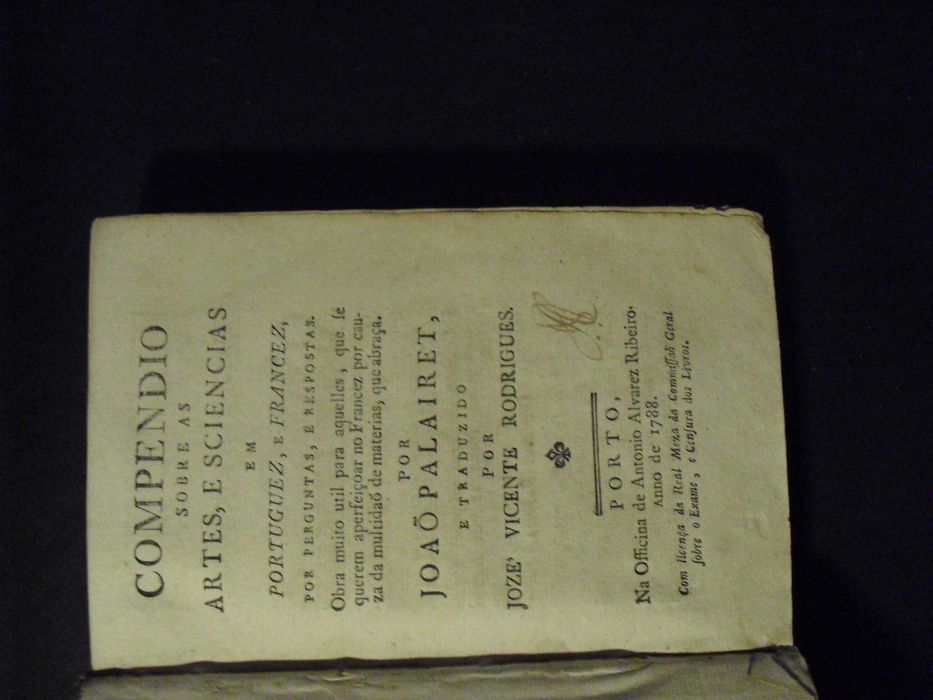 COMPENDIO
SOBRE AS
ARTES, E SCIENCIAS
EM
PORTUGUEZ, E FRANCEZ,
POR PERGUNTAS, E RESPOSTAS.
Obra muito util para aquelles, que ſe
querem aperfeiçoar no Francez por cau-
za da multidaõ de materias, que abraça.
POR
JOAÕ PALAIRET,
E TRADUZIDO
POR
JOZE' VICENTE RODRIGUES.
PORTO,
Na Officina de Antonio Alvarez Ribeiro.
Anno de 1788.
Com licença da Real Meza da Commiſſaõ Geral
ſobre o Exame, e Cenſura dos Livros.